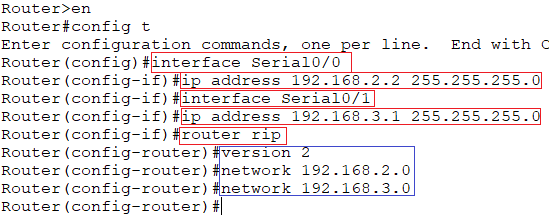 Router>en
Router#config t
Enter configuration commands, one per line.  End with C
Router(config)#interface Serial0/0
Router(config-if)#ip address 192.168.2.2 255.255.255.0
Router(config-if)#interface Serial0/1
Router(config-if)#ip address 192.168.3.1 255.255.255.0
Router(config-if)#router rip
Router(config-router)#version 2
Router(config-router)#network 192.168.2.0
Router(config-router)#network 192.168.3.0
Router(config-router)#